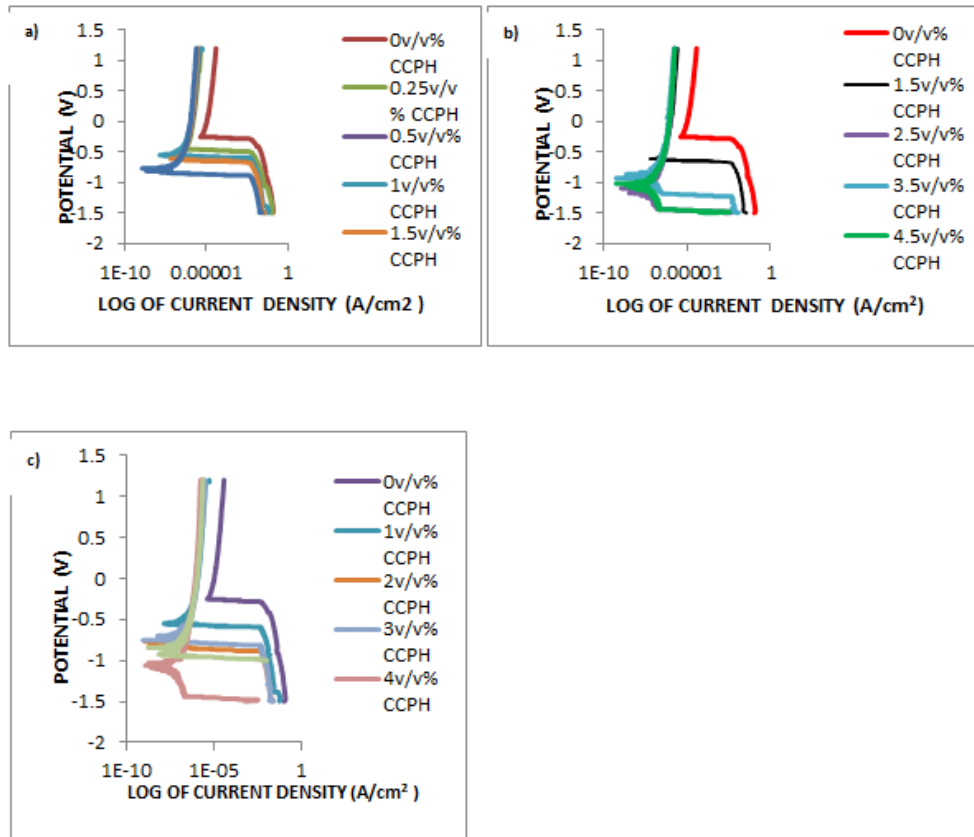 a)
1.5
1
0.5
0
-0.5
-1
-1.5
-2
POTENTIAL (V)
1E-10 0.00001 1
LOG OF CURRENT DENSITY (A/cm2 )
0v/v%
CCPH
0.25v/v
% CCPH
0.5v/v%
CCPH
1v/v%
CCPH
1.5v/v%
CCPH
b)
1.5
1
0.5
0
-0.5
-1
-1.5
-2
POTENTIAL (V)
1E-10 0.00001 1
LOG OF CURRENT DENSITY (A/cm²)
0v/v%
CCPH
1.5v/v%
CCPH
2.5v/v%
CCPH
3.5v/v%
CCPH
4.5v/v%
CCPH
c)
1.5
1
0.5
0
-0.5
-1
-1.5
-2
POTENTIAL (V)
1E-10 1E-05 1
LOG OF CURRENT DENSITY (A/cm² )
0v/v%
CCPH
1v/v%
CCPH
2v/v%
CCPH
3v/v%
CCPH
4v/v%
CCPH